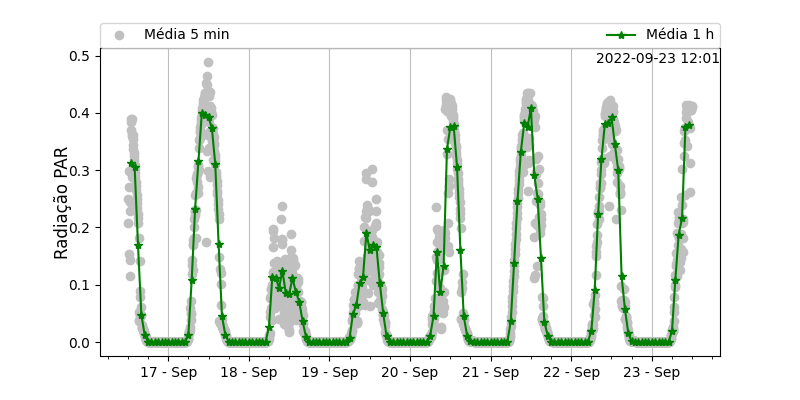 Média 5 min
Média 1 h
2022-09-23 12:01
Radiação PAR
0.5
0.4
0.3
0.2
0.1
0.0
17 - Sep
18 - Sep
19 - Sep
20 - Sep
21 - Sep
22 - Sep
23 - Sep